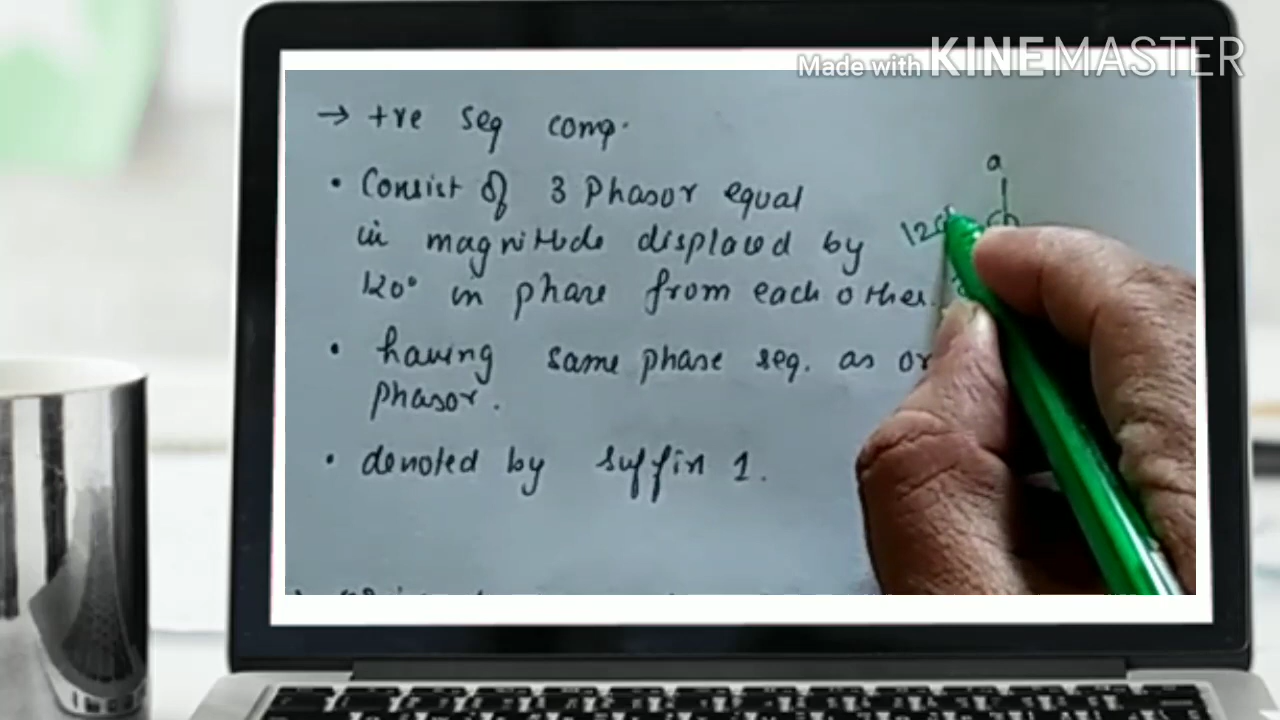 Made with KINEMASTER
→ +ve seq comp.
• Consist of 3 Phasor equal
in magnitude displaced by
120° in phase from each other.
• having same phase seq. as or
phasor.
• denoted by suffix 1.
a
120